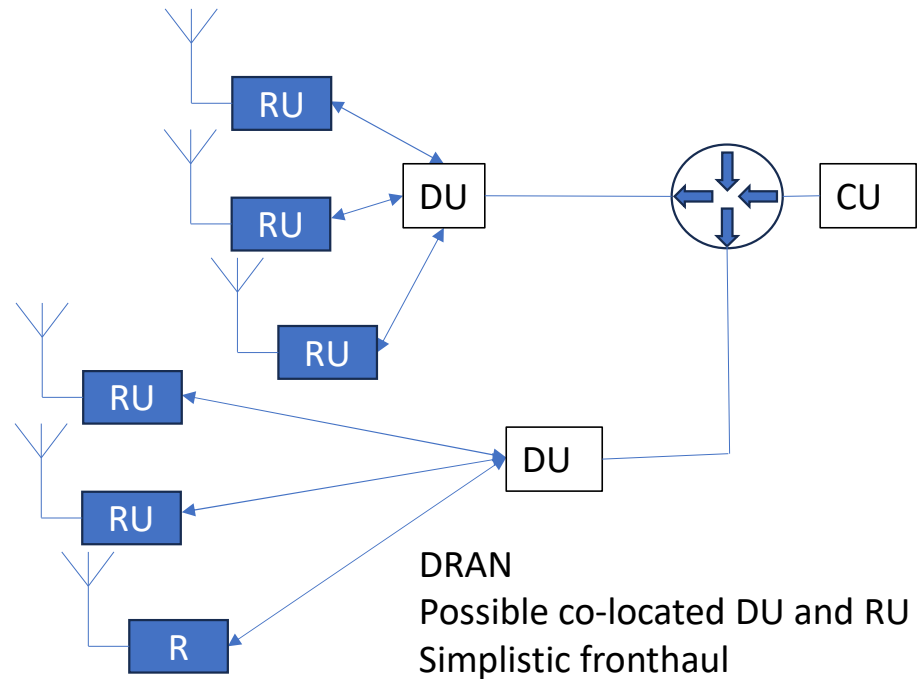 RU
RU
DU
CU
RU
RU
DU
RU
R
DRAN
Possible co-located DU and RU
Simplistic fronthaul